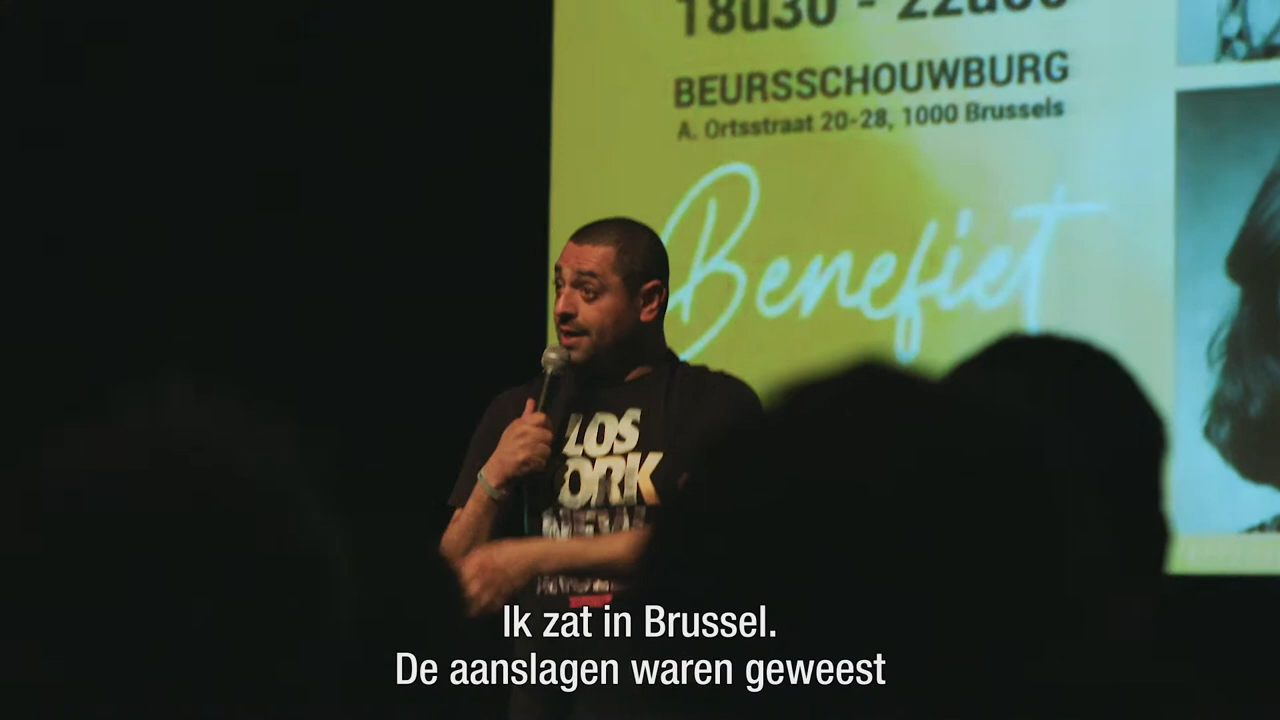 BEURSSCHOUWBURG
A. Ortsstraat 20-28, 1000 Brussels
Benefiet
LOS
ORK
Ik zat in Brussel.
De aanslagen waren geweest